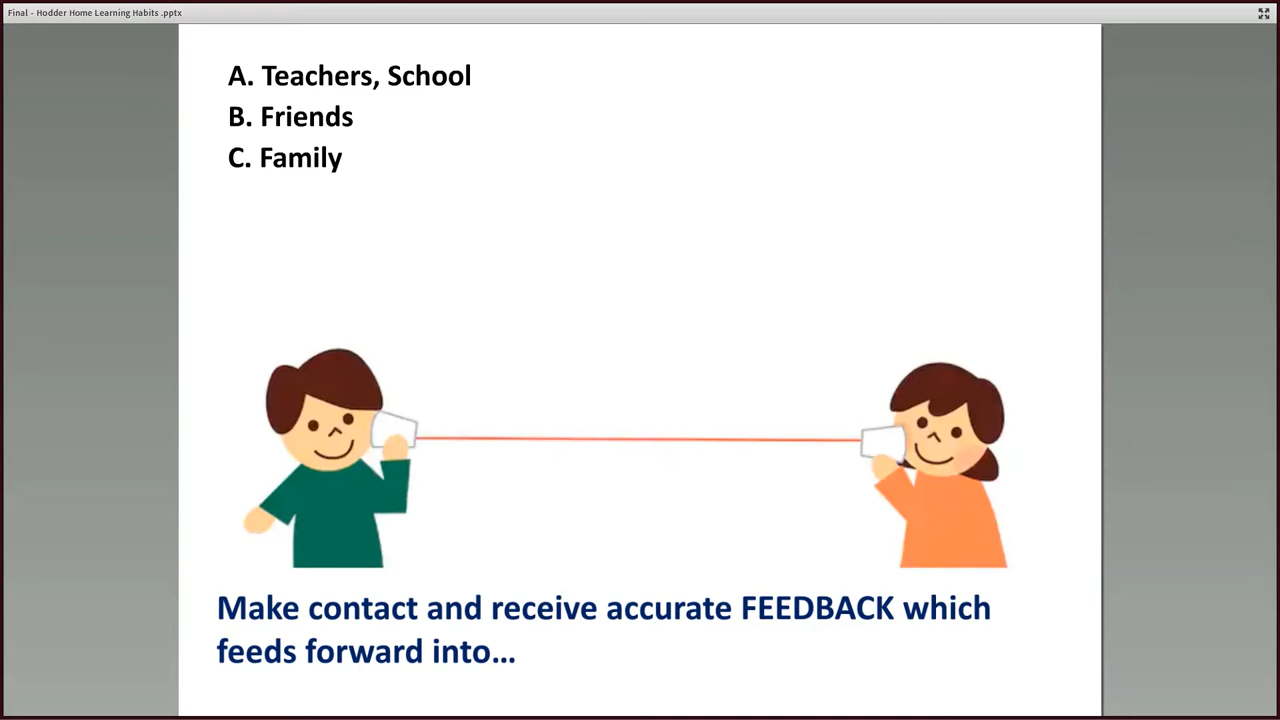 Final - Hodder Home Learning Habits .pptx
A. Teachers, School
B. Friends
C. Family
Make contact and receive accurate FEEDBACK which
feeds forward into...